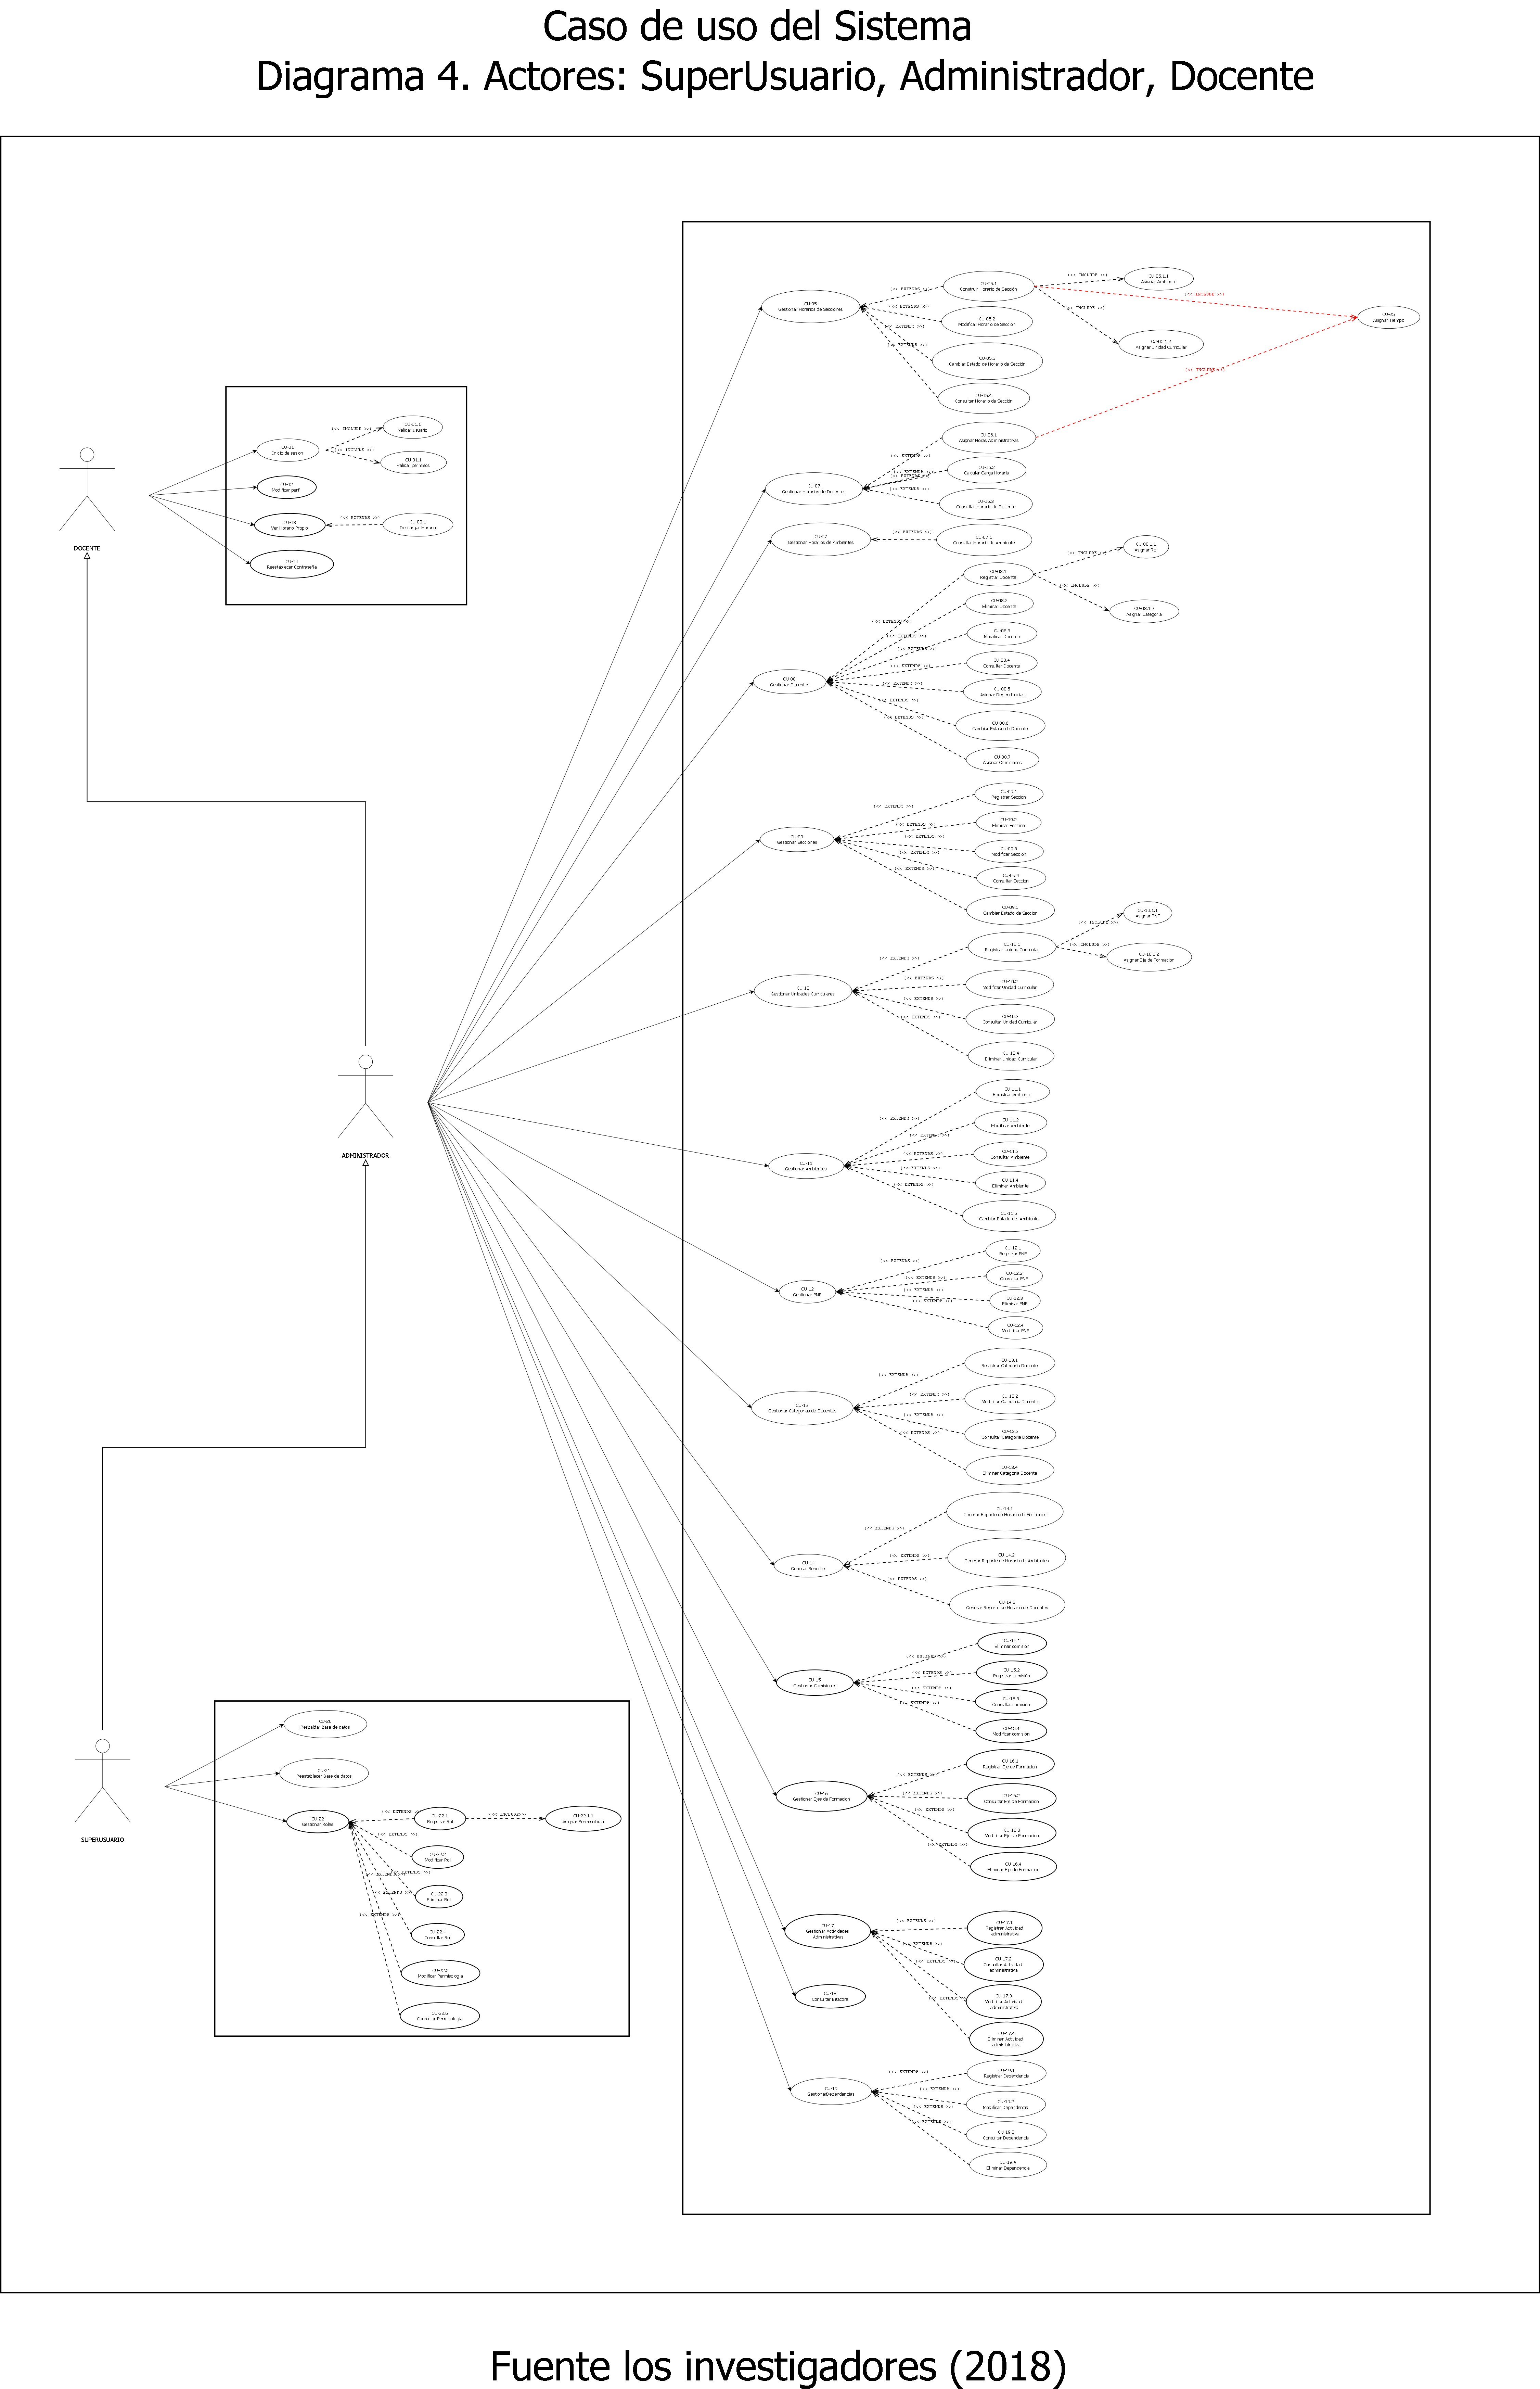 Caso de uso del Sistema
Diagrama 4. Actores: SuperUsuario, Administrador, Docente
DOCENTE
CU-01
Inicio de sesion
(<< INCLUDE >>)
CU-01.1
Validar usuario
(<< INCLUDE >>)
CU-01.1
Validar permisos
CU-02
Modificar perfil
CU-03
Ver Horario Propio
(<< EXTENDS >>)
CU-03.1
Descargar Horario
CU-04
Reestablecer Contraseña
ADMINISTRADOR
CU-05
Gestionar Horarios de Secciones
(<< EXTENDS >>)
(<< EXTENDS >>)
(<< EXTENDS >>)
(<< EXTENDS >>)
CU-05.1
Construir Horario de Sección
CU-05.2
Modificar Horario de Sección
CU-05.3
Cambiar Estado de Horario de Sección
CU-05.4
Consultar Horario de Sección
(<< INCLUDE >>)
CU-05.1.1
Asignar Ambiente
(<< INCLUDE >>)
CU-05.1.2
Asignar Unidad Curricular
(<< INCLUDE >>)
(<< INCLUDE >>)
CU-25
Asignar Tiempo
CU-07
Gestionar Horarios de Docentes
(<< EXTENDS >>)
(<< EXTENDS >>)
(<< EXTENDS >>)
(<< EXTENDS >>)
CU-06.1
Asignar Horas Administrativas
CU-06.2
Calcular Carga Horaria
CU-06.3
Consultar Horario de Docente
CU-07
Gestionar Horarios de Ambientes
(<< EXTENDS >>)
CU-07.1
Consultar Horario de Ambiente
CU-08
Gestionar Docentes
(<< EXTENDS >>)
(<< EXTENDS >>)
(<< EXTENDS >>)
(<< EXTENDS >>)
(<< EXTENDS >>)
(<< EXTENDS >>)
(<< EXTENDS >>)
CU-08.1
Registrar Docente
CU-08.2
Eliminar Docente
CU-08.3
Modificar Docente
CU-08.4
Consultar Docente
CU-08.5
Asignar Dependencias
CU-08.6
Cambiar Estado de Docente
CU-08.7
Asignar Comisiones
(<< INCLUDE >>)
CU-08.1.1
Asignar Rol
(<< INCLUDE >>)
CU-08.1.2
Asignar Categoria
CU-09
Gestionar Secciones
(<< EXTENDS >>)
(<< EXTENDS >>)
(<< EXTENDS >>)
(<< EXTENDS >>)
(<< EXTENDS >>)
CU-09.1
Registrar Seccion
CU-09.2
Eliminar Seccion
CU-09.3
Modificar Seccion
CU-09.4
Consultar Seccion
CU-09.5
Cambiar Estado de Seccion
CU-10
Gestionar Unidades Curriculares
(<< EXTENDS >>)
(<< EXTENDS >>)
(<< EXTENDS >>)
(<< EXTENDS >>)
CU-10.1
Registrar Unidad Curricular
CU-10.2
Modificar Unidad Curricular
CU-10.3
Consultar Unidad Curricular
CU-10.4
Eliminar Unidad Curricular
(<< INCLUDE >>)
CU-10.1.1
Asignar PNF
(<< INCLUDE >>)
CU-10.1.2
Asignar Eje de Formacion
CU-11
Gestionar Ambientes
(<< EXTENDS >>)
(<< EXTENDS >>)
(<< EXTENDS >>)
(<< EXTENDS >>)
(<< EXTENDS >>)
CU-11.1
Registrar Ambiente
CU-11.2
Modificar Ambiente
CU-11.3
Consultar Ambiente
CU-11.4
Eliminar Ambiente
CU-11.5
Cambiar Estado de Ambiente
CU-12
Gestionar PNF
(<< EXTENDS >>)
(<< EXTENDS >>)
(<< EXTENDS >>)
(<< EXTENDS >>)
CU-12.1
Registrar PNF
CU-12.2
Consultar PNF
CU-12.3
Eliminar PNF
CU-12.4
Modificar PNF
CU-13
Gestionar Categorias de Docentes
(<< EXTENDS >>)
(<< EXTENDS >>)
(<< EXTENDS >>)
(<< EXTENDS >>)
CU-13.1
Registrar Categoria Docente
CU-13.2
Modificar Categoria Docente
CU-13.3
Consultar Categoria Docente
CU-13.4
Eliminar Categoria Docente
CU-14
Generar Reportes
(<< EXTENDS >>)
(<< EXTENDS >>)
(<< EXTENDS >>)
CU-14.1
Generar Reporte de Horario de Secciones
CU-14.2
Generar Reporte de Horario de Ambientes
CU-14.3
Generar Reporte de Horario de Docentes
CU-15
Gestionar Comisiones
(<< EXTENDS >>)
(<< EXTENDS >>)
(<< EXTENDS >>)
(<< EXTENDS >>)
CU-15.1
Eliminar comisión
CU-15.2
Registrar comisión
CU-15.3
Consultar comisión
CU-15.4
Modificar comisión
CU-16
Gestionar Ejes de Formacion
(<< EXTENDS >>)
(<< EXTENDS >>)
(<< EXTENDS >>)
(<< EXTENDS >>)
CU-16.1
Registrar Eje de Formacion
CU-16.2
Consultar Eje de Formacion
CU-16.3
Modificar Eje de Formacion
CU-16.4
Eliminar Eje de Formacion
CU-17
Gestionar Actividades
Administrativas
(<< EXTENDS >>)
(<< EXTENDS >>)
(<< EXTENDS >>)
(<< EXTENDS >>)
CU-17.1
Registrar Actividad
administrativa
CU-17.2
Consultar Actividad
administrativa
CU-17.3
Modificar Actividad
administrativa
CU-17.4
Eliminar Actividad
administrativa
CU-18
Consultar Bitacora
CU-19
GestionarDependencias
(<< EXTENDS >>)
(<< EXTENDS >>)
(<< EXTENDS >>)
(<< EXTENDS >>)
CU-19.1
Registrar Dependencia
CU-19.2
Modificar Dependencia
CU-19.3
Consultar Dependencia
CU-19.4
Eliminar Dependencia
SUPERUSUARIO
CU-20
Respaldar Base de datos
CU-21
Reestablecer Base de datos
CU-22
Gestionar Roles
(<< EXTENDS >>)
(<< EXTENDS >>)
(<< EXTENDS >>)
(<< EXTENDS >>)
(<< EXTENDS >>)
(<< EXTENDS >>)
CU-22.1
Registrar Rol
(<< INCLUDE>>)
CU-22.1.1
Asignar Permisologia
CU-22.2
Modificar Rol
CU-22.3
Eliminar Rol
CU-22.4
Consultar Rol
CU-22.5
Modificar Permisologia
CU-22.6
Consultar Permisologia
Fuente los investigadores (2018)